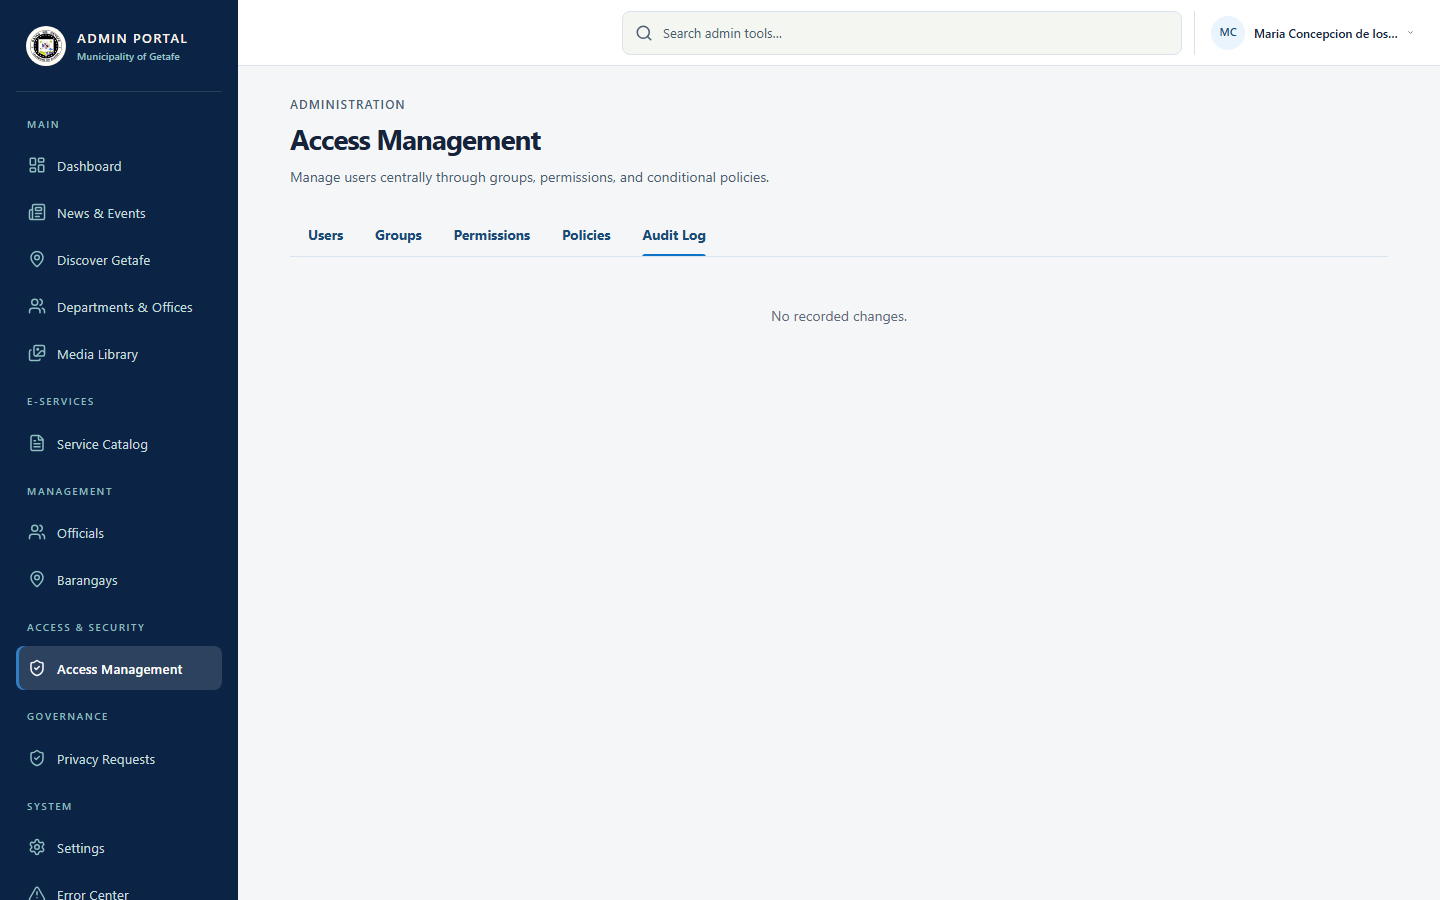 ADMIN PORTAL
Municipality of Getafe
MAIN
Dashboard
News & Events
Discover Getafe
Departments & Offices
Media Library
E-SERVICES
Service Catalog
MANAGEMENT
Officials
Barangays
ACCESS & SECURITY
Access Management
GOVERNANCE
Privacy Requests
SYSTEM
Settings
Error Center
Search admin tools...
MC
Maria Concepcion de los...
ADMINISTRATION
Access Management
Manage users centrally through groups, permissions, and conditional policies.
Users
Groups
Permissions
Policies
Audit Log
No recorded changes.